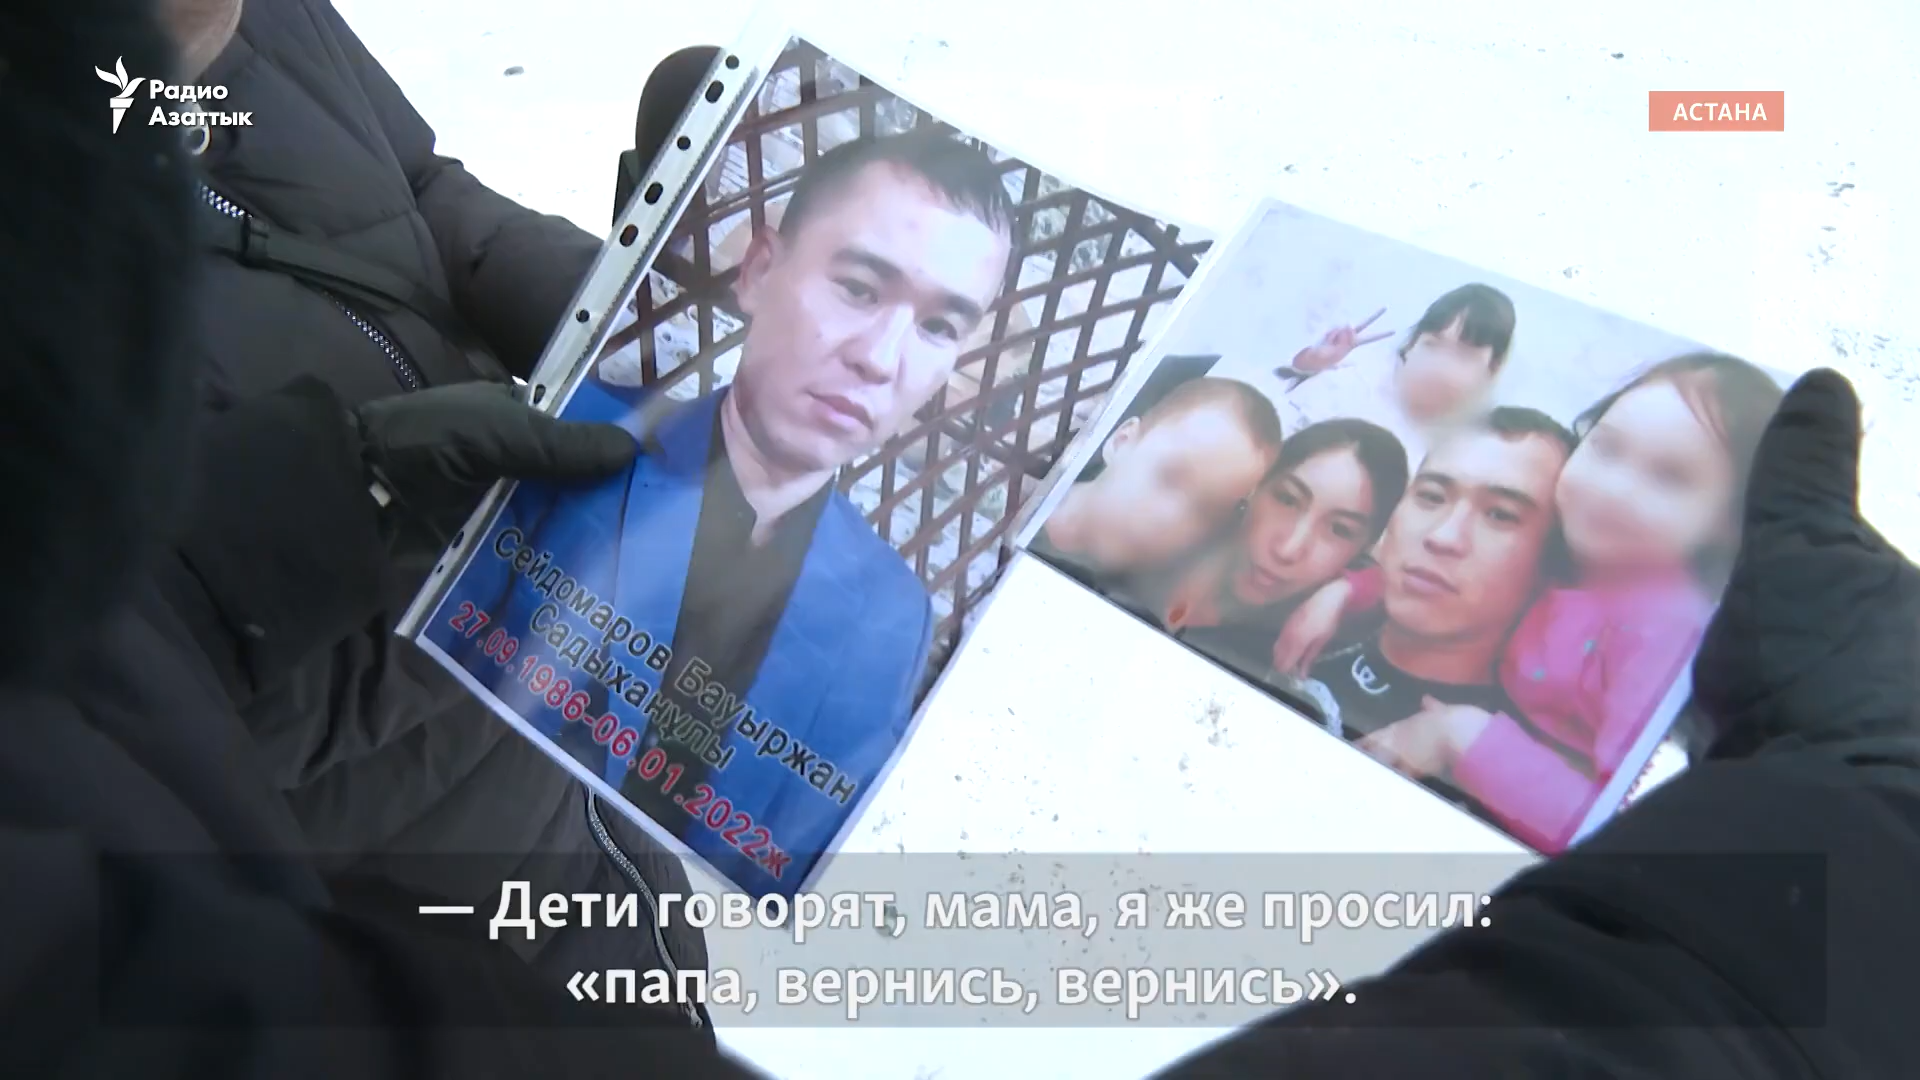 Радио
Азаттык
АСТАНА
Сейдомаров Бауыржан
Садыханұлы
27.09.1986-06.01.2022ж
— Дети говорят, мама, я же просил:
«папа, вернись, вернись».